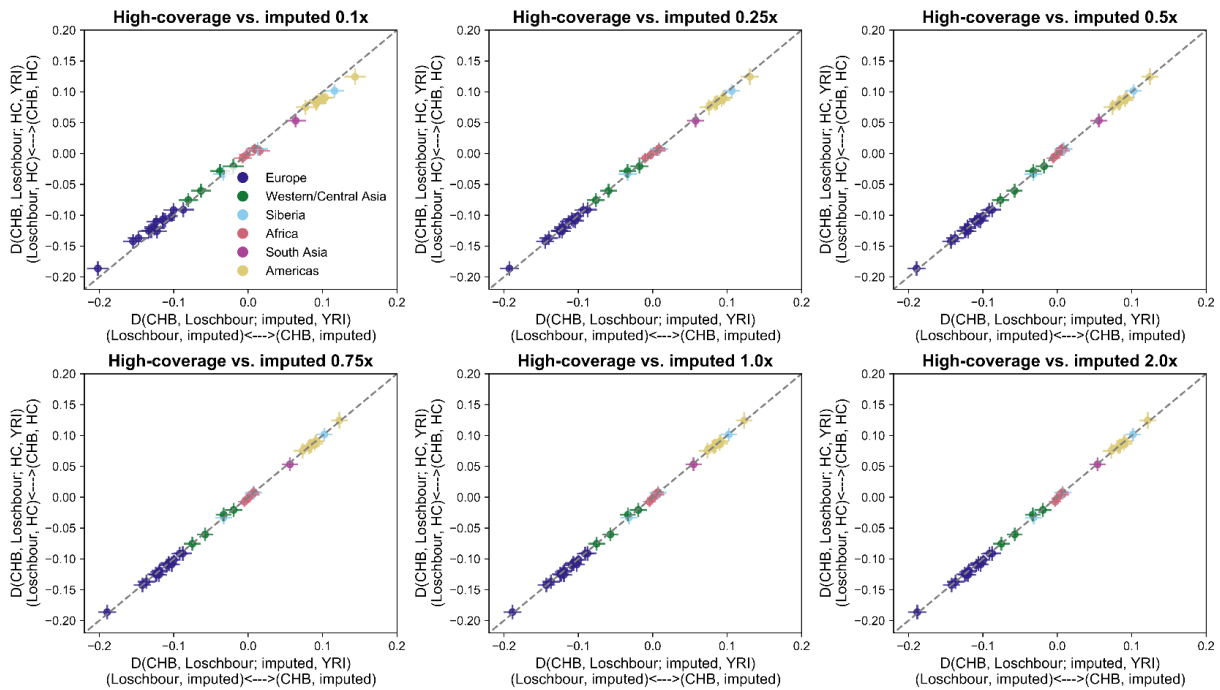 High-coverage vs. imputed 0.1x
D(CHB, Loschbour; HC, YRI)
(Loschbour, HC)<--->(CHB, HC)
0.20
0.15
0.10
0.05
0.00
−0.05
−0.10
−0.15
−0.20
Europe
Western/Central Asia
Siberia
Africa
South Asia
Americas
−0.2
−0.1
0.0
0.1
0.2
D(CHB, Loschbour; imputed, YRI)
(Loschbour, imputed)<--->(CHB, imputed)
High-coverage vs. imputed 0.25x
D(CHB, Loschbour; HC, YRI)
(Loschbour, HC)<--->(CHB, HC)
0.20
0.15
0.10
0.05
0.00
−0.05
−0.10
−0.15
−0.20
−0.2
−0.1
0.0
0.1
0.2
D(CHB, Loschbour; imputed, YRI)
(Loschbour, imputed)<--->(CHB, imputed)
High-coverage vs. imputed 0.5x
D(CHB, Loschbour; HC, YRI)
(Loschbour, HC)<--->(CHB, HC)
0.20
0.15
0.10
0.05
0.00
−0.05
−0.10
−0.15
−0.20
−0.2
−0.1
0.0
0.1
0.2
D(CHB, Loschbour; imputed, YRI)
(Loschbour, imputed)<--->(CHB, imputed)
High-coverage vs. imputed 0.75x
D(CHB, Loschbour; HC, YRI)
(Loschbour, HC)<--->(CHB, HC)
0.20
0.15
0.10
0.05
0.00
−0.05
−0.10
−0.15
−0.20
−0.2
−0.1
0.0
0.1
0.2
D(CHB, Loschbour; imputed, YRI)
(Loschbour, imputed)<--->(CHB, imputed)
High-coverage vs. imputed 1.0x
D(CHB, Loschbour; HC, YRI)
(Loschbour, HC)<--->(CHB, HC)
0.20
0.15
0.10
0.05
0.00
−0.05
−0.10
−0.15
−0.20
−0.2
−0.1
0.0
0.1
0.2
D(CHB, Loschbour; imputed, YRI)
(Loschbour, imputed)<--->(CHB, imputed)
High-coverage vs. imputed 2.0x
D(CHB, Loschbour; HC, YRI)
(Loschbour, HC)<--->(CHB, HC)
0.20
0.15
0.10
0.05
0.00
−0.05
−0.10
−0.15
−0.20
−0.2
−0.1
0.0
0.1
0.2
D(CHB, Loschbour; imputed, YRI)
(Loschbour, imputed)<--->(CHB, imputed)